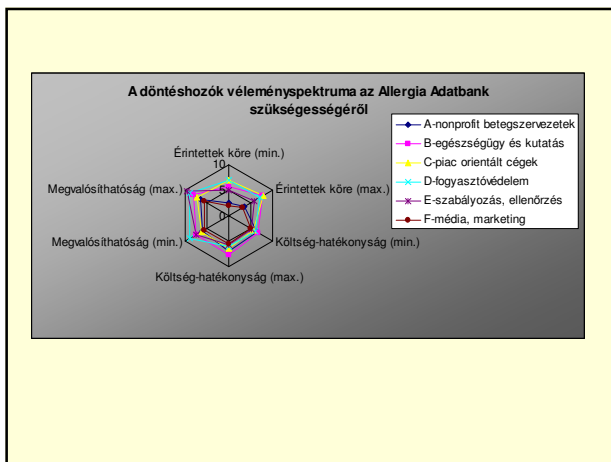 A döntéshozók véleményspektruma az Allergia Adatbank
szükségességéről
A-nonprofit betegszervezetek
B-egészségügy és kutatás
C-piac orientált cégek
D-fogyasztóvédelem
E-szabályozás, ellenőrzés
F-média, marketing
Érintettek köre (min.)
10
5
0
Megvalósíthatóság (max.)
Érintettek köre (max.)
Megvalósíthatóság (min.)
Költség-hatékonyság (min.)
Költség-hatékonyság (max.)